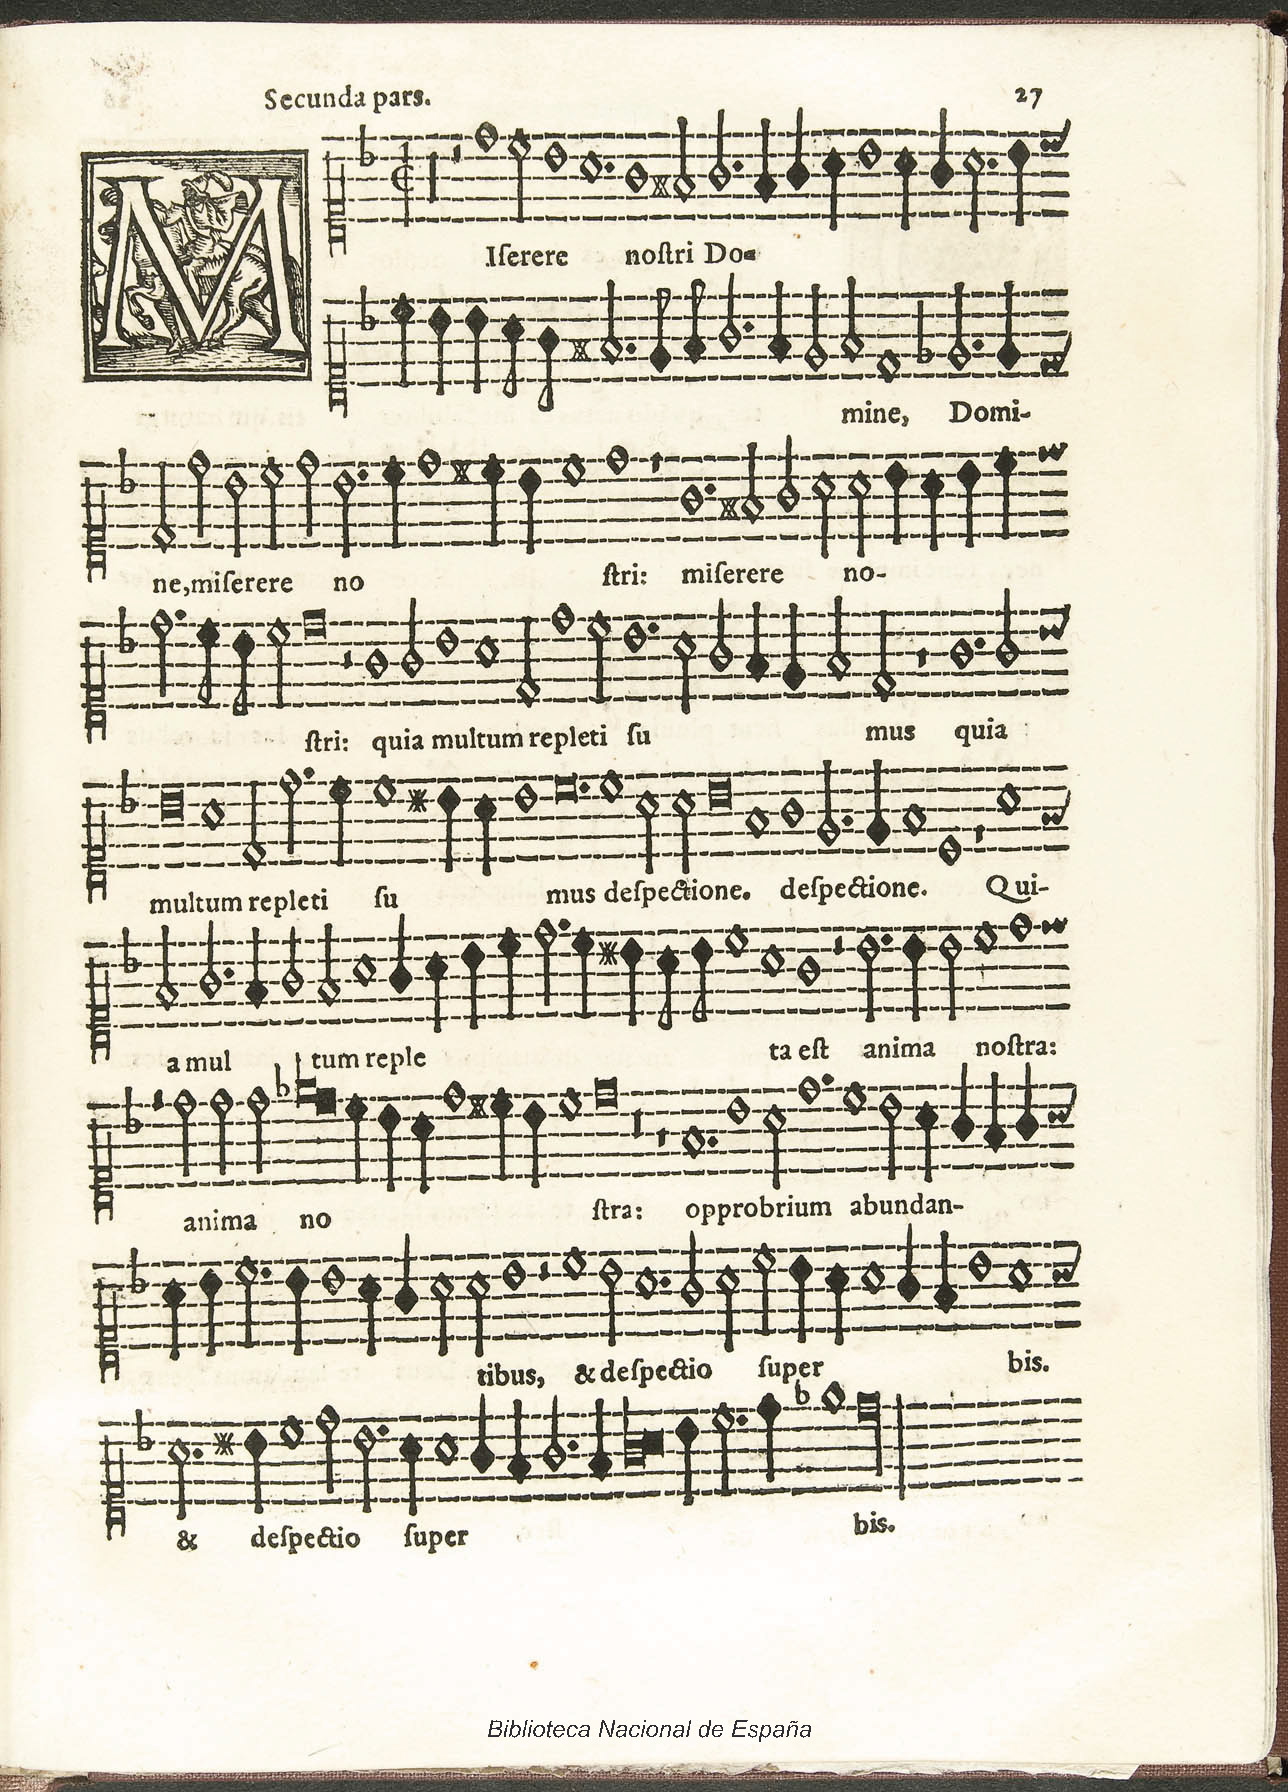 Secunda pars. 27
MIſerere noſtri Do-
mine, Domi-
ne, miſerere no ſtri: miſerere no-
ſtri: quia multum repleti ſu mus quia
multum repleti ſu mus deſpectione. deſpectione. Qui-
a mul tum reple ta eſt anima noſtra:
anima no ſtra: opprobrium abundan-
tibus, & deſpectio ſuper bis.
& deſpectio ſuper bis.
Biblioteca Nacional de España